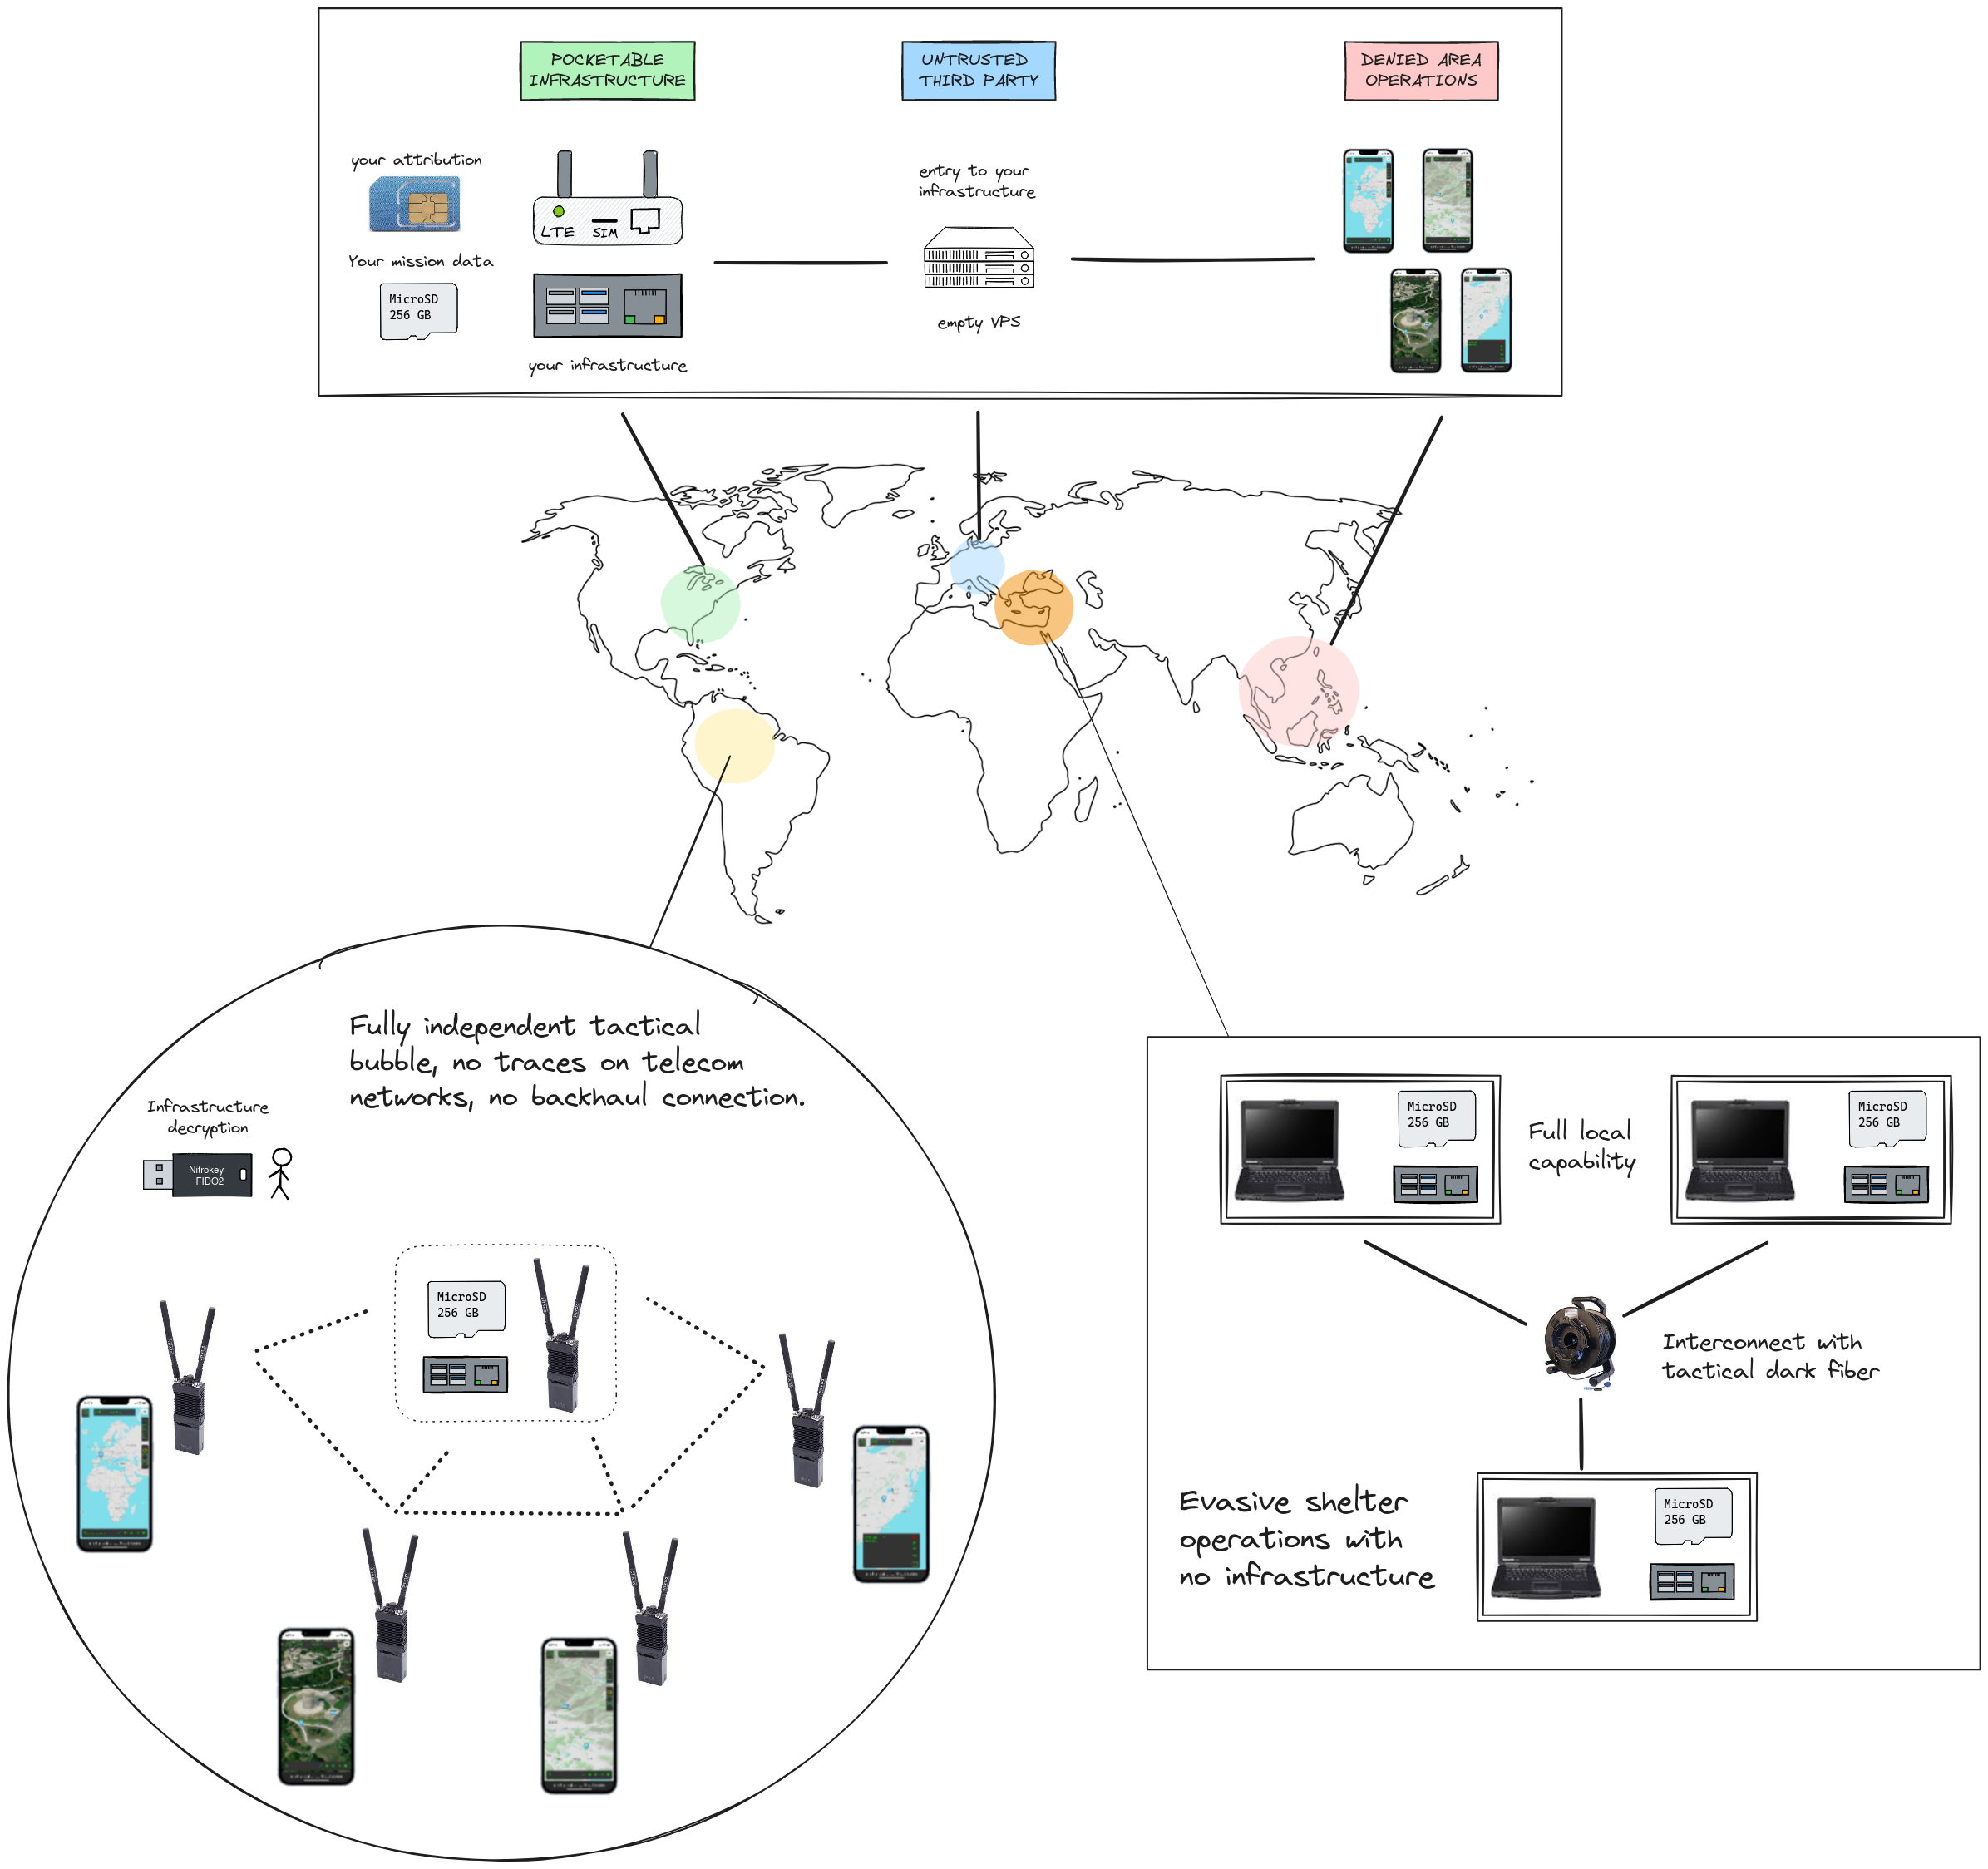 POCKETABLE
INFRASTRUCTURE
UNTRUSTED
THIRD PARTY
DENIED AREA
OPERATIONS
your attribution
LTE
SIM
entry to your
infrastructure
Your mission data
MicroSD
256 GB
your infrastructure
empty VPS
Fully independent tactical
bubble, no traces on telecom
networks, no backhaul connection.
Infrastructure
decryption
Nitrokey
FIDO2
MicroSD
256 GB
MicroSD
256 GB
Full local
capability
MicroSD
256 GB
Interconnect with
tactical dark fiber
Evasive shelter
operations with
no infrastructure
MicroSD
256 GB